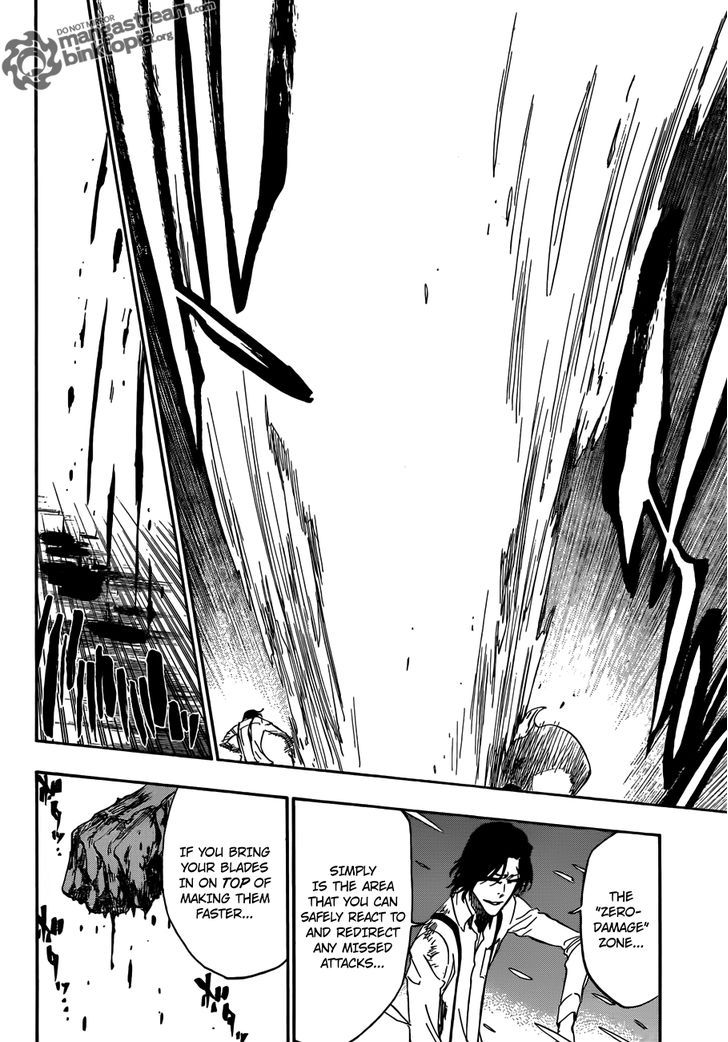 DO NOT MIRROR
mangastream.com
binktopia.org
THE
"ZERO-
DAMAGE"
ZONE...
SIMPLY
IS THE AREA
THAT YOU CAN
SAFELY REACT TO
AND REDIRECT
ANY MISSED
ATTACKS...
IF YOU BRING
YOUR BLADES
IN ON TOP OF
MAKING THEM
FASTER...